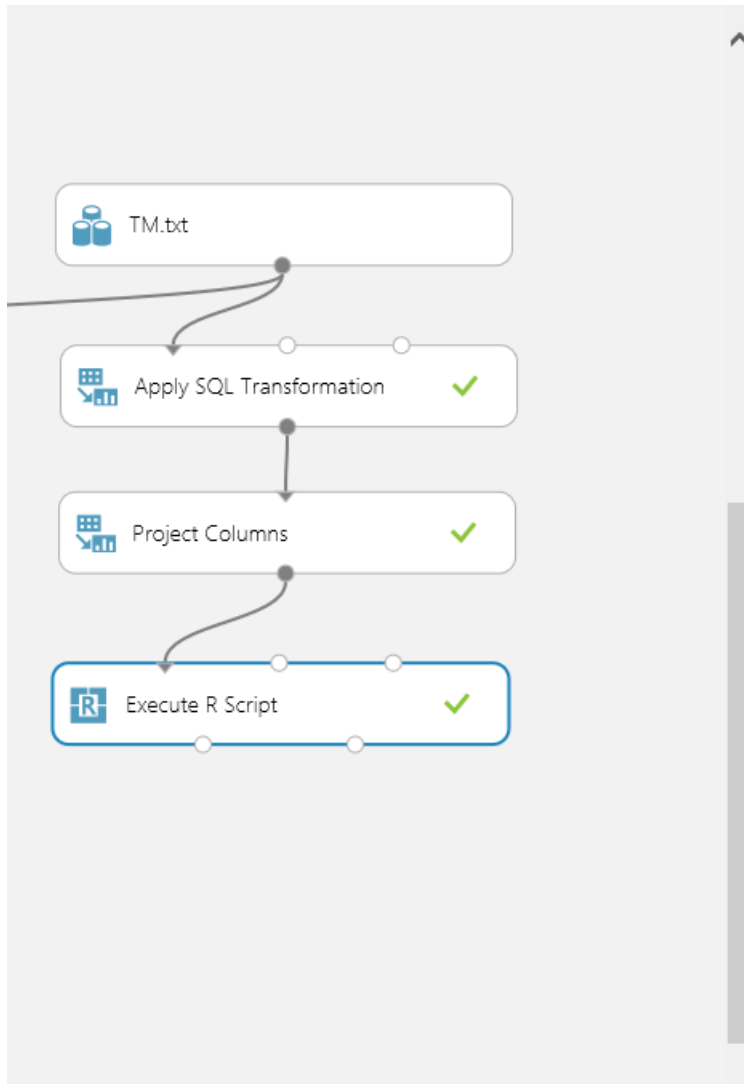 TM.txt
Apply SQL Transformation
Project Columns
R Execute R Script